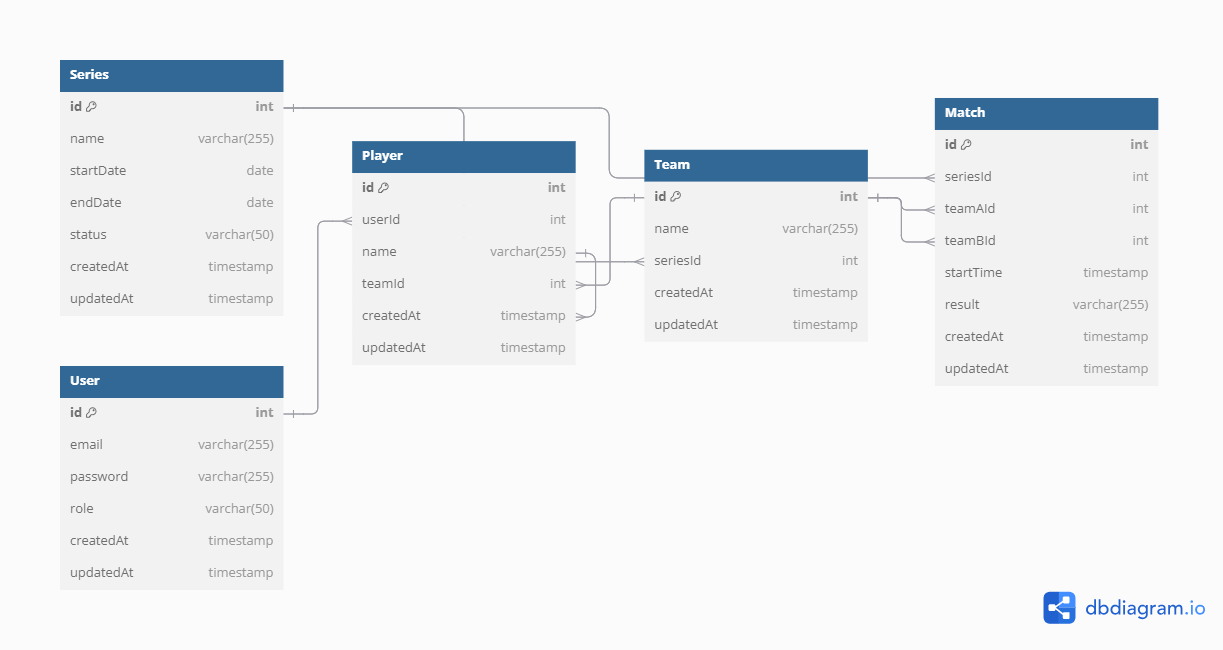 Series
id int
name varchar(255)
startDate date
endDate date
status varchar(50)
createdAt timestamp
updatedAt timestamp
User
id int
email varchar(255)
password varchar(255)
role varchar(50)
createdAt timestamp
updatedAt timestamp
Player
id int
userId int
name varchar(255)
teamId int
createdAt timestamp
updatedAt timestamp
Team
id int
name varchar(255)
seriesId int
createdAt timestamp
updatedAt timestamp
Match
id int
seriesId int
teamAId int
teamBId int
startTime timestamp
result varchar(255)
createdAt timestamp
updatedAt timestamp
dbdiagram.io